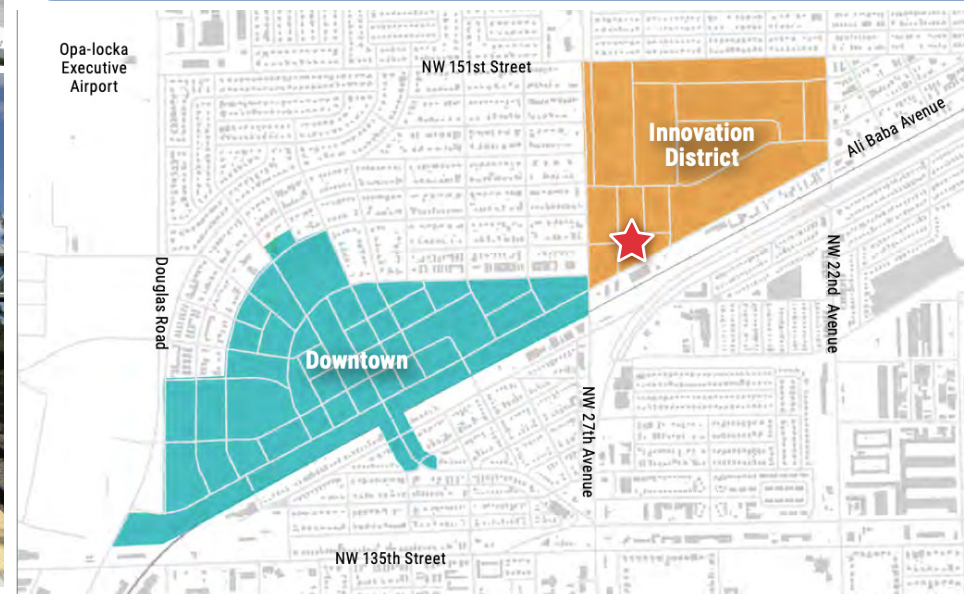 Opa-locka
Executive
Airport
NW 151st Street
Innovation
District
Ali Baba Avenue
Douglas Road
NW 22nd Avenue
Downtown
NW 27th Avenue
NW 135th Street